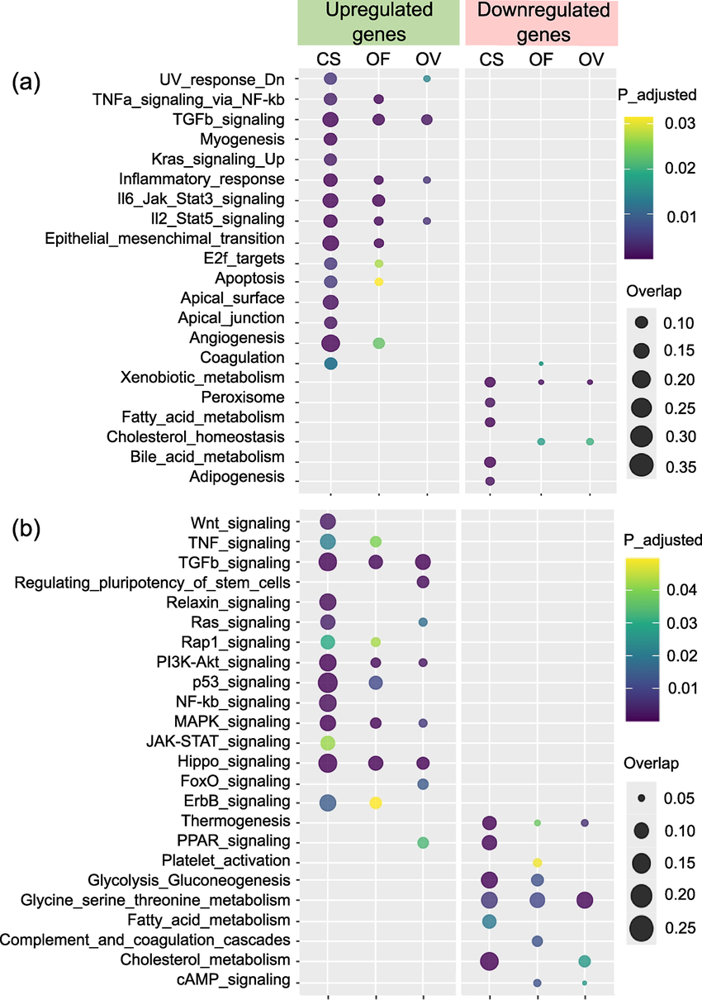 Upregulated
genes
Downregulated
genes
CS OF OV CS OF OV
(a)
UV_response_Dn
TNFa_signaling_via_NF-kb
TGFb_signaling
Myogenesis
Kras_signaling_Up
Inflammatory_response
Il6_Jak_Stat3_signaling
Il2_Stat5_signaling
Epithelial_mesenchimal_transition
E2f_targets
Apoptosis
Apical_surface
Apical_junction
Angiogenesis
Coagulation
Xenobiotic_metabolism
Peroxisome
Fatty_acid_metabolism
Cholesterol_homeostasis
Bile_acid_metabolism
Adipogenesis
P_adjusted
0.03
0.02
0.01
Overlap
0.10
0.15
0.20
0.25
0.30
0.35
(b)
Wnt_signaling
TNF_signaling
TGFb_signaling
Regulating_pluripotency_of_stem_cells
Relaxin_signaling
Ras_signaling
Rap1_signaling
PI3K-Akt_signaling
p53_signaling
NF-kb_signaling
MAPK_signaling
JAK-STAT_signaling
Hippo_signaling
FoxO_signaling
ErbB_signaling
Thermogenesis
PPAR_signaling
Platelet_activation
Glycolysis_Gluconeogenesis
Glycine_serine_threonine_metabolism
Fatty_acid_metabolism
Complement_and_coagulation_cascades
Cholesterol_metabolism
cAMP_signaling
P_adjusted
0.04
0.03
0.02
0.01
Overlap
0.05
0.10
0.15
0.20
0.25